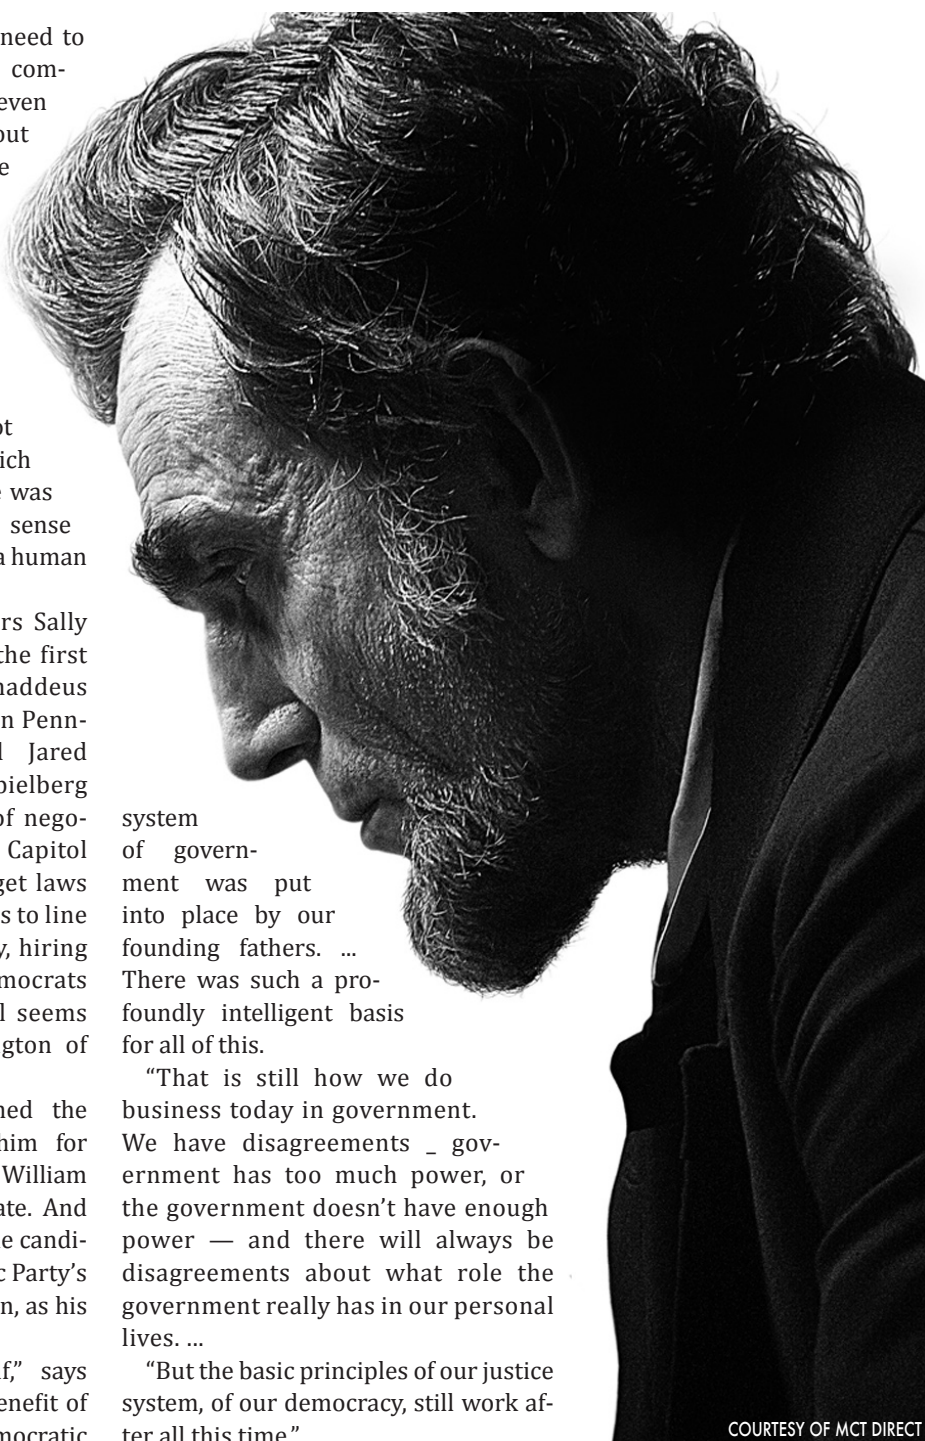 need to
com-
even
out
e
ot
ich
e was
sense
a human
rs Sally
the first
haddeus
n Penn-
l Jared
pielberg
of nego-
Capitol
get laws
s to line
y, hiring
mocrats
l seems
gton of
ned the
him for
William
ate. And
e candi-
c Party’s
n, as his
lf,” says
enefit of
mocratic
system
of govern-
ment was put
into place by our
founding fathers. ...
There was such a pro-
foundly intelligent basis
for all of this.
“That is still how we do
business today in government.
We have disagreements _ gov-
ernment has too much power, or
the government doesn’t have enough
power — and there will always be
disagreements about what role the
government really has in our personal
lives. ...
“But the basic principles of our justice
system, of our democracy, still work af-
ter all this time.”
COURTESY OF MCT DIRECT